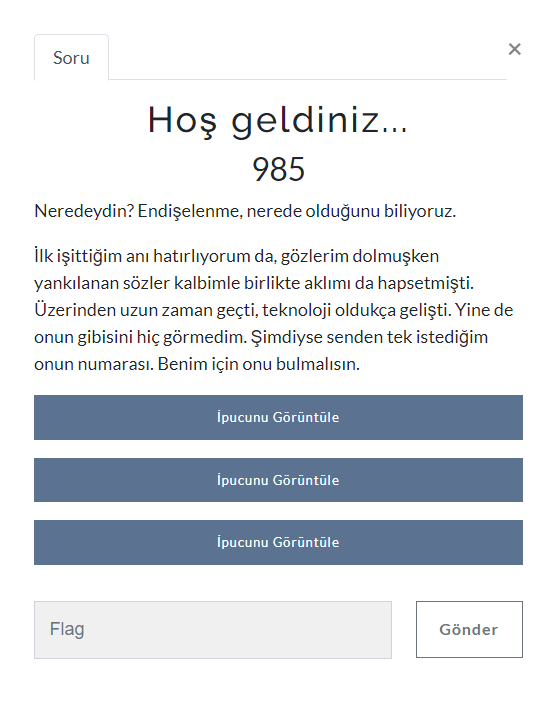 Soru
×
Hoş geldiniz...
985
Neredeydin? Endişelenme, nerede olduğunu biliyoruz.
İlk işittiğim anı hatırlıyorum da, gözlerim dolmuşken
yankılanan sözler kalbimle birlikte aklımı da hapsetmişti.
Üzerinden uzun zaman geçti, teknoloji oldukça gelişti. Yine de
onun gibisini hiç görmedim. Şimdiyse senden tek istediğim
onun numarası. Benim için onu bulmalısın.
İpucunu Görüntüle
İpucunu Görüntüle
İpucunu Görüntüle
Flag
Gönder